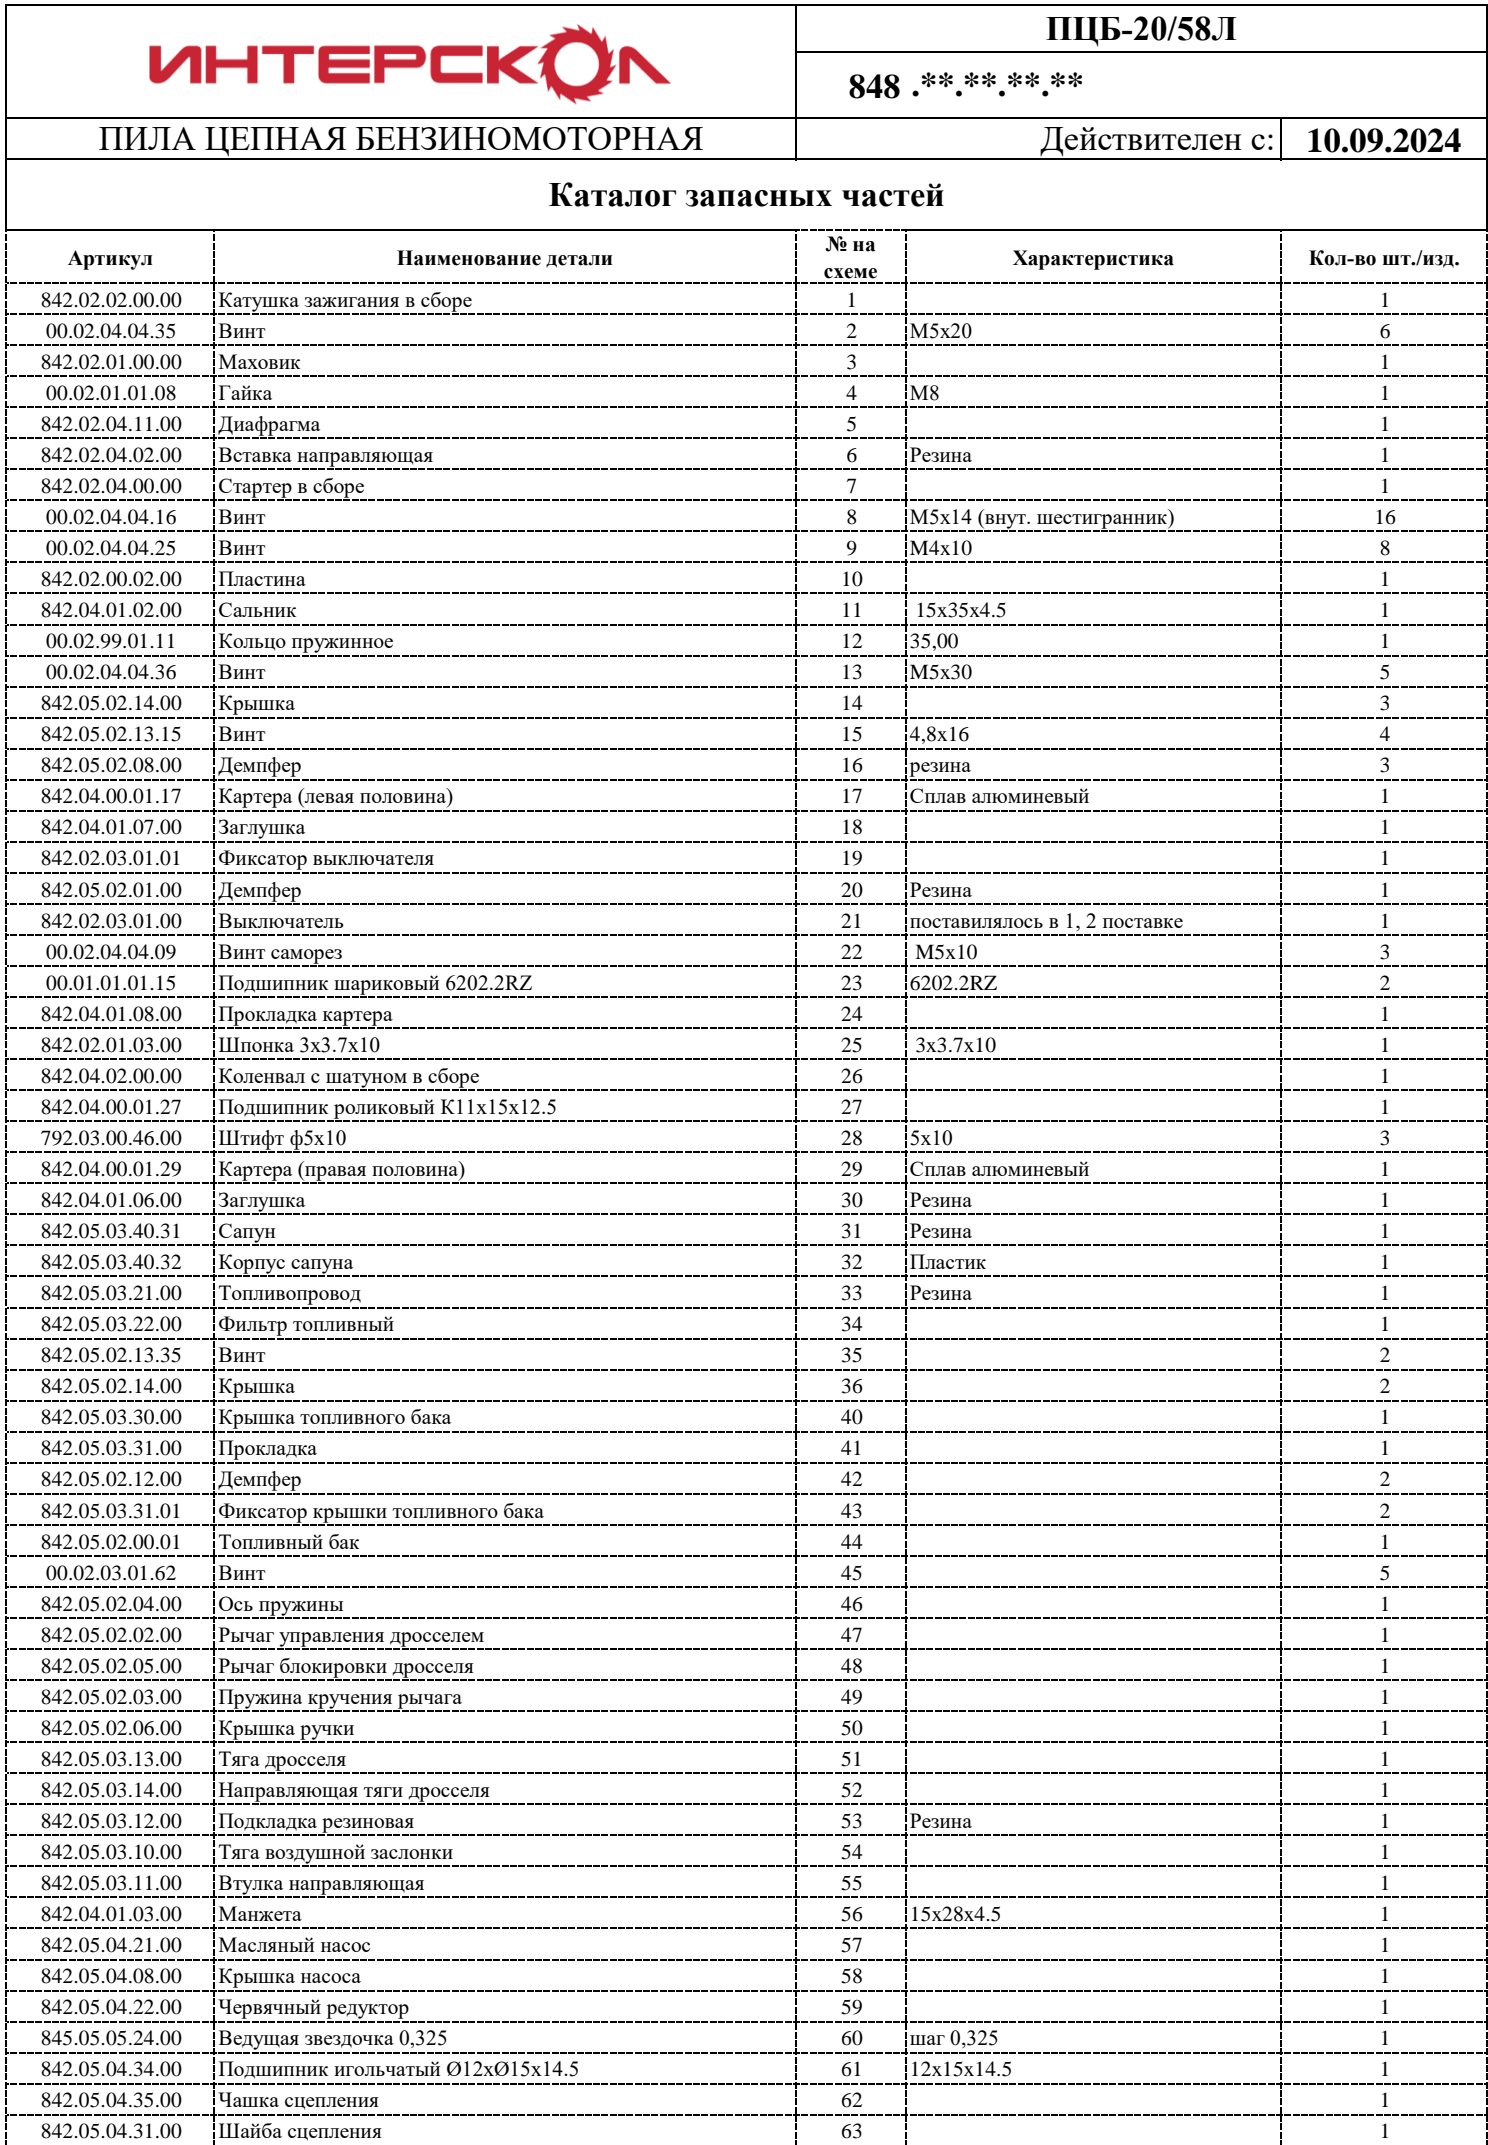 ИНТЕРСКОЛ
ПЦБ-20/58Л
848 .**.**.**.**
ПИЛА ЦЕПНАЯ БЕНЗИНОМОТОРНАЯ Действителен с: 10.09.2024
Каталог запасных частей
Артикул Наименование детали № на схеме Характеристика Кол-во шт./изд.
842.02.02.00.00 Катушка зажигания в сборе 1 1
00.02.04.04.35 Винт 2 М5х20 6
842.02.01.00.00 Маховик 3 1
00.02.01.01.08 Гайка 4 М8 1
842.02.04.11.00 Диафрагма 5 1
842.02.04.02.00 Вставка направляющая 6 Резина 1
842.02.04.00.00 Стартер в сборе 7 1
00.02.04.04.16 Винт 8 М5х14 (внут. шестигранник) 16
00.02.04.04.25 Винт 9 М4х10 8
842.02.00.02.00 Пластина 10 1
842.04.01.02.00 Сальник 11 15х35х4.5 1
00.02.99.01.11 Кольцо пружинное 12 35,00 1
00.02.04.04.36 Винт 13 М5х30 5
842.05.02.14.00 Крышка 14 3
842.05.02.13.15 Винт 15 4,8х16 4
842.05.02.08.00 Демпфер 16 резина 3
842.04.00.01.17 Картера (левая половина) 17 Сплав алюминевый 1
842.04.01.07.00 Заглушка 18 1
842.02.03.01.01 Фиксатор выключателя 19 1
842.05.02.01.00 Демпфер 20 Резина 1
842.02.03.01.00 Выключатель 21 поставилялось в 1, 2 поставке 1
00.02.04.04.09 Винт саморез 22 М5х10 3
00.01.01.01.15 Подшипник шариковый 6202.2RZ 23 6202.2RZ 2
842.04.01.08.00 Прокладка картера 24 1
842.02.01.03.00 Шпонка 3х3.7х10 25 3х3.7х10 1
842.04.02.00.00 Коленвал с шатуном в сборе 26 1
842.04.00.01.27 Подшипник роликовый К11х15х12.5 27 1
792.03.00.46.00 Штифт ф5х10 28 5х10 3
842.04.00.01.29 Картера (правая половина) 29 Сплав алюминевый 1
842.04.01.06.00 Заглушка 30 Резина 1
842.05.03.40.31 Сапун 31 Резина 1
842.05.03.40.32 Корпус сапуна 32 Пластик 1
842.05.03.21.00 Топливопровод 33 Резина 1
842.05.03.22.00 Фильтр топливный 34 1
842.05.02.13.35 Винт 35 2
842.05.02.14.00 Крышка 36 2
842.05.03.30.00 Крышка топливного бака 40 1
842.05.03.31.00 Прокладка 41 1
842.05.02.12.00 Демпфер 42 2
842.05.03.31.01 Фиксатор крышки топливного бака 43 2
842.05.02.00.01 Топливный бак 44 1
00.02.03.01.62 Винт 45 5
842.05.02.04.00 Ось пружины 46 1
842.05.02.02.00 Рычаг управления дросселем 47 1
842.05.02.05.00 Рычаг блокировки дросселя 48 1
842.05.02.03.00 Пружина кручения рычага 49 1
842.05.02.06.00 Крышка ручки 50 1
842.05.03.13.00 Тяга дросселя 51 1
842.05.03.14.00 Направляющая тяги дросселя 52 1
842.05.03.12.00 Подкладка резиновая 53 Резина 1
842.05.03.10.00 Тяга воздушной заслонки 54 1
842.05.03.11.00 Втулка направляющая 55 1
842.04.01.03.00 Манжета 56 15х28х4.5 1
842.05.04.21.00 Масляный насос 57 1
842.05.04.08.00 Крышка насоса 58 1
842.05.04.22.00 Червячный редуктор 59 1
845.05.05.24.00 Ведущая звездочка 0,325 60 шаг 0,325 1
842.05.04.34.00 Подшипник игольчатый Ø12хØ15х14.5 61 12х15х14.5 1
842.05.04.35.00 Чашка сцепления 62 1
842.05.04.31.00 Шайба сцепления 63 1